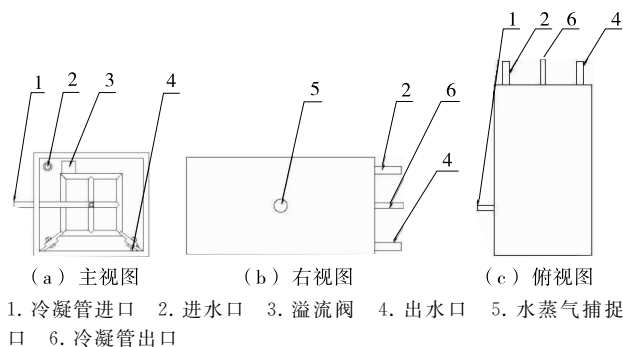 1 2 3 4
5 2 6 4
1 2 6 4
(a) 主视图 (b) 右视图 (c) 俯视图
1. 冷凝管进口 2. 进水口 3. 溢流阀 4. 出水口 5. 水蒸气捕捉
口 6. 冷凝管出口